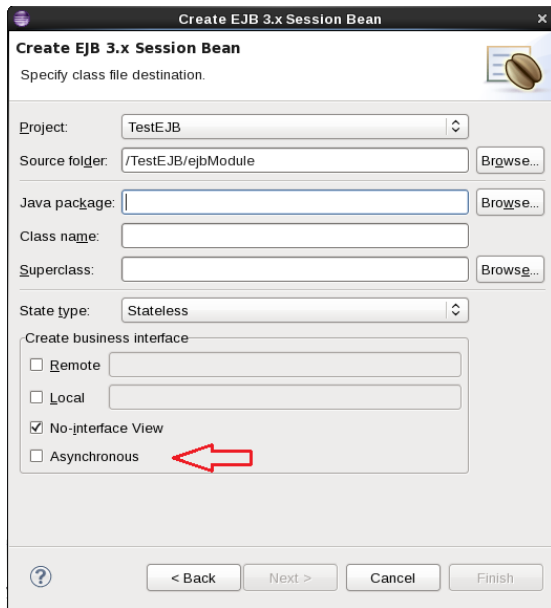 Create EJB 3.x Session Bean
Create EJB 3.x Session Bean
Specify class file destination.
Project: TestEJB
Source folder: /TestEJB/ejbModule Browse...
Java package: Browse...
Class name:
Superclass: Browse...
State type: Stateless
Create business interface
Remote
Local
No-interface View
Asynchronous
? < Back Next > Cancel Finish